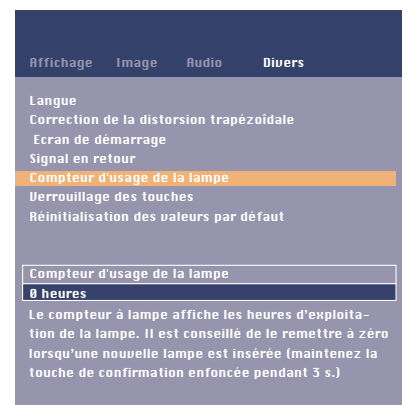 Affichage Image Audio Divers
Langue
Correction de la distorsion trapézoïdale
Ecran de démarrage
Signal en retour
Compteur d'usage de la lampe
Verrouillage des touches
Réinitialisation des valeurs par défaut
Compteur d'usage de la lampe
0 heures
Le compteur à lampe affiche les heures d'exploita-
tion de la lampe. Il est conseillé de le remettre à zéro
lorsqu'une nouvelle lampe est insérée (maintenez la
touche de confirmation enfoncée pendant 3 s.)